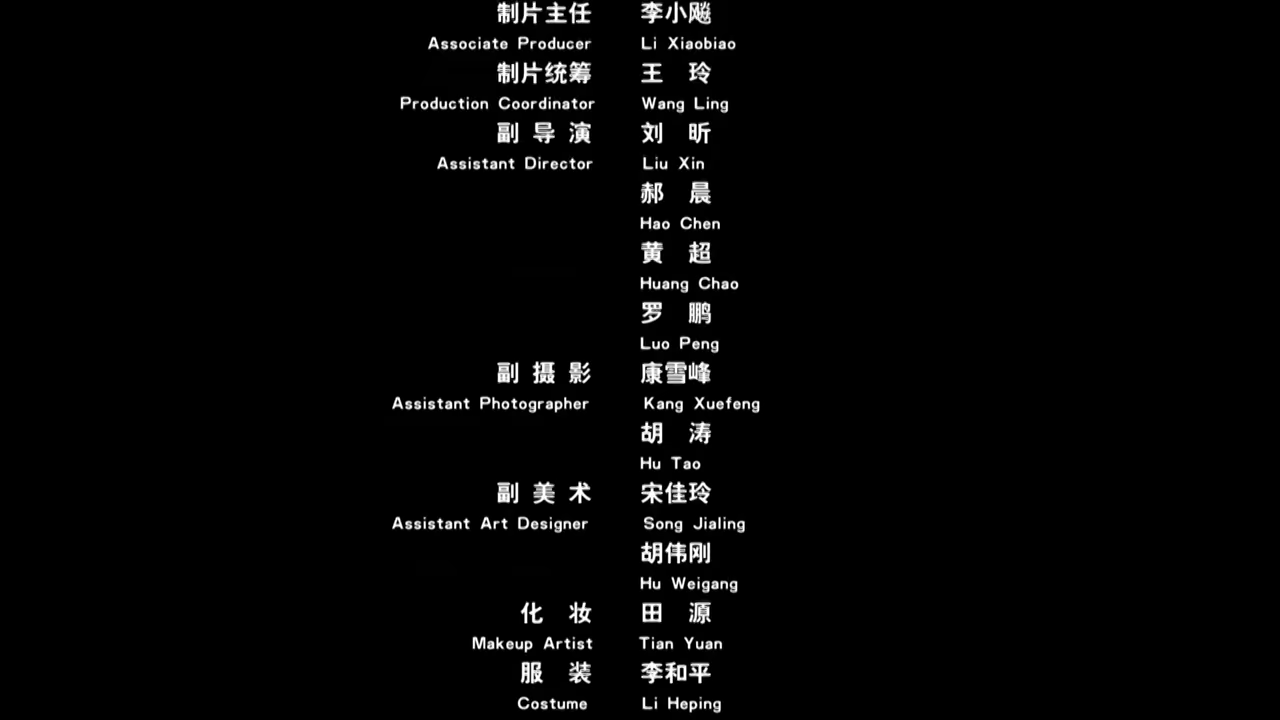 制片主任 李小飚
Associate Producer Li Xiaobiao
制片统筹 王 玲
Production Coordinator Wang Ling
副 导 演 刘 昕
Assistant Director Liu Xin
郝 晨
Hao Chen
黄 超
Huang Chao
罗 鹏
Luo Peng
副 摄 影 康雪峰
Assistant Photographer Kang Xuefeng
胡 涛
Hu Tao
副 美 术 宋佳玲
Assistant Art Designer Song Jialing
胡伟刚
Hu Weigang
化 妆 田 源
Makeup Artist Tian Yuan
服 装 李和平
Costume Li Heping